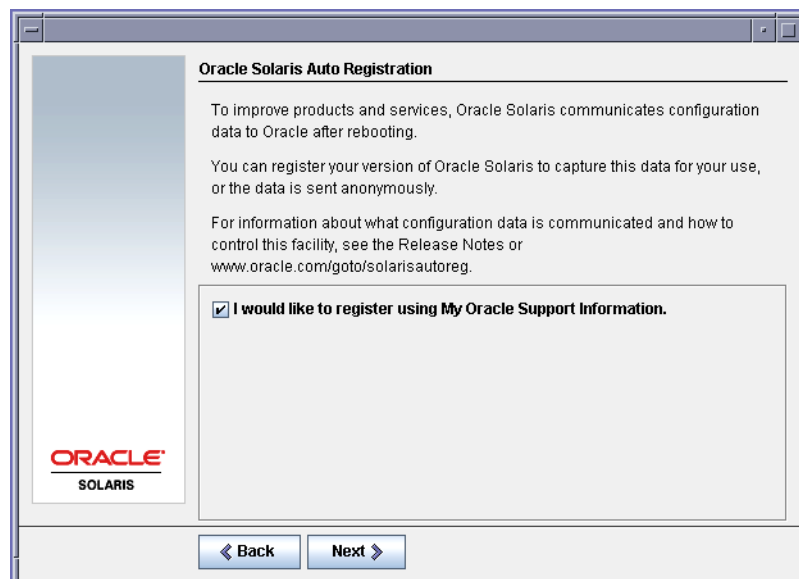 Oracle Solaris Auto Registration
To improve products and services, Oracle Solaris communicates configuration
data to Oracle after rebooting.
You can register your version of Oracle Solaris to capture this data for your use,
or the data is sent anonymously.
For information about what configuration data is communicated and how to
control this facility, see the Release Notes or
www.oracle.com/goto/solarisautoreg.
I would like to register using My Oracle Support Information.
ORACLE
SOLARIS
Back
Next